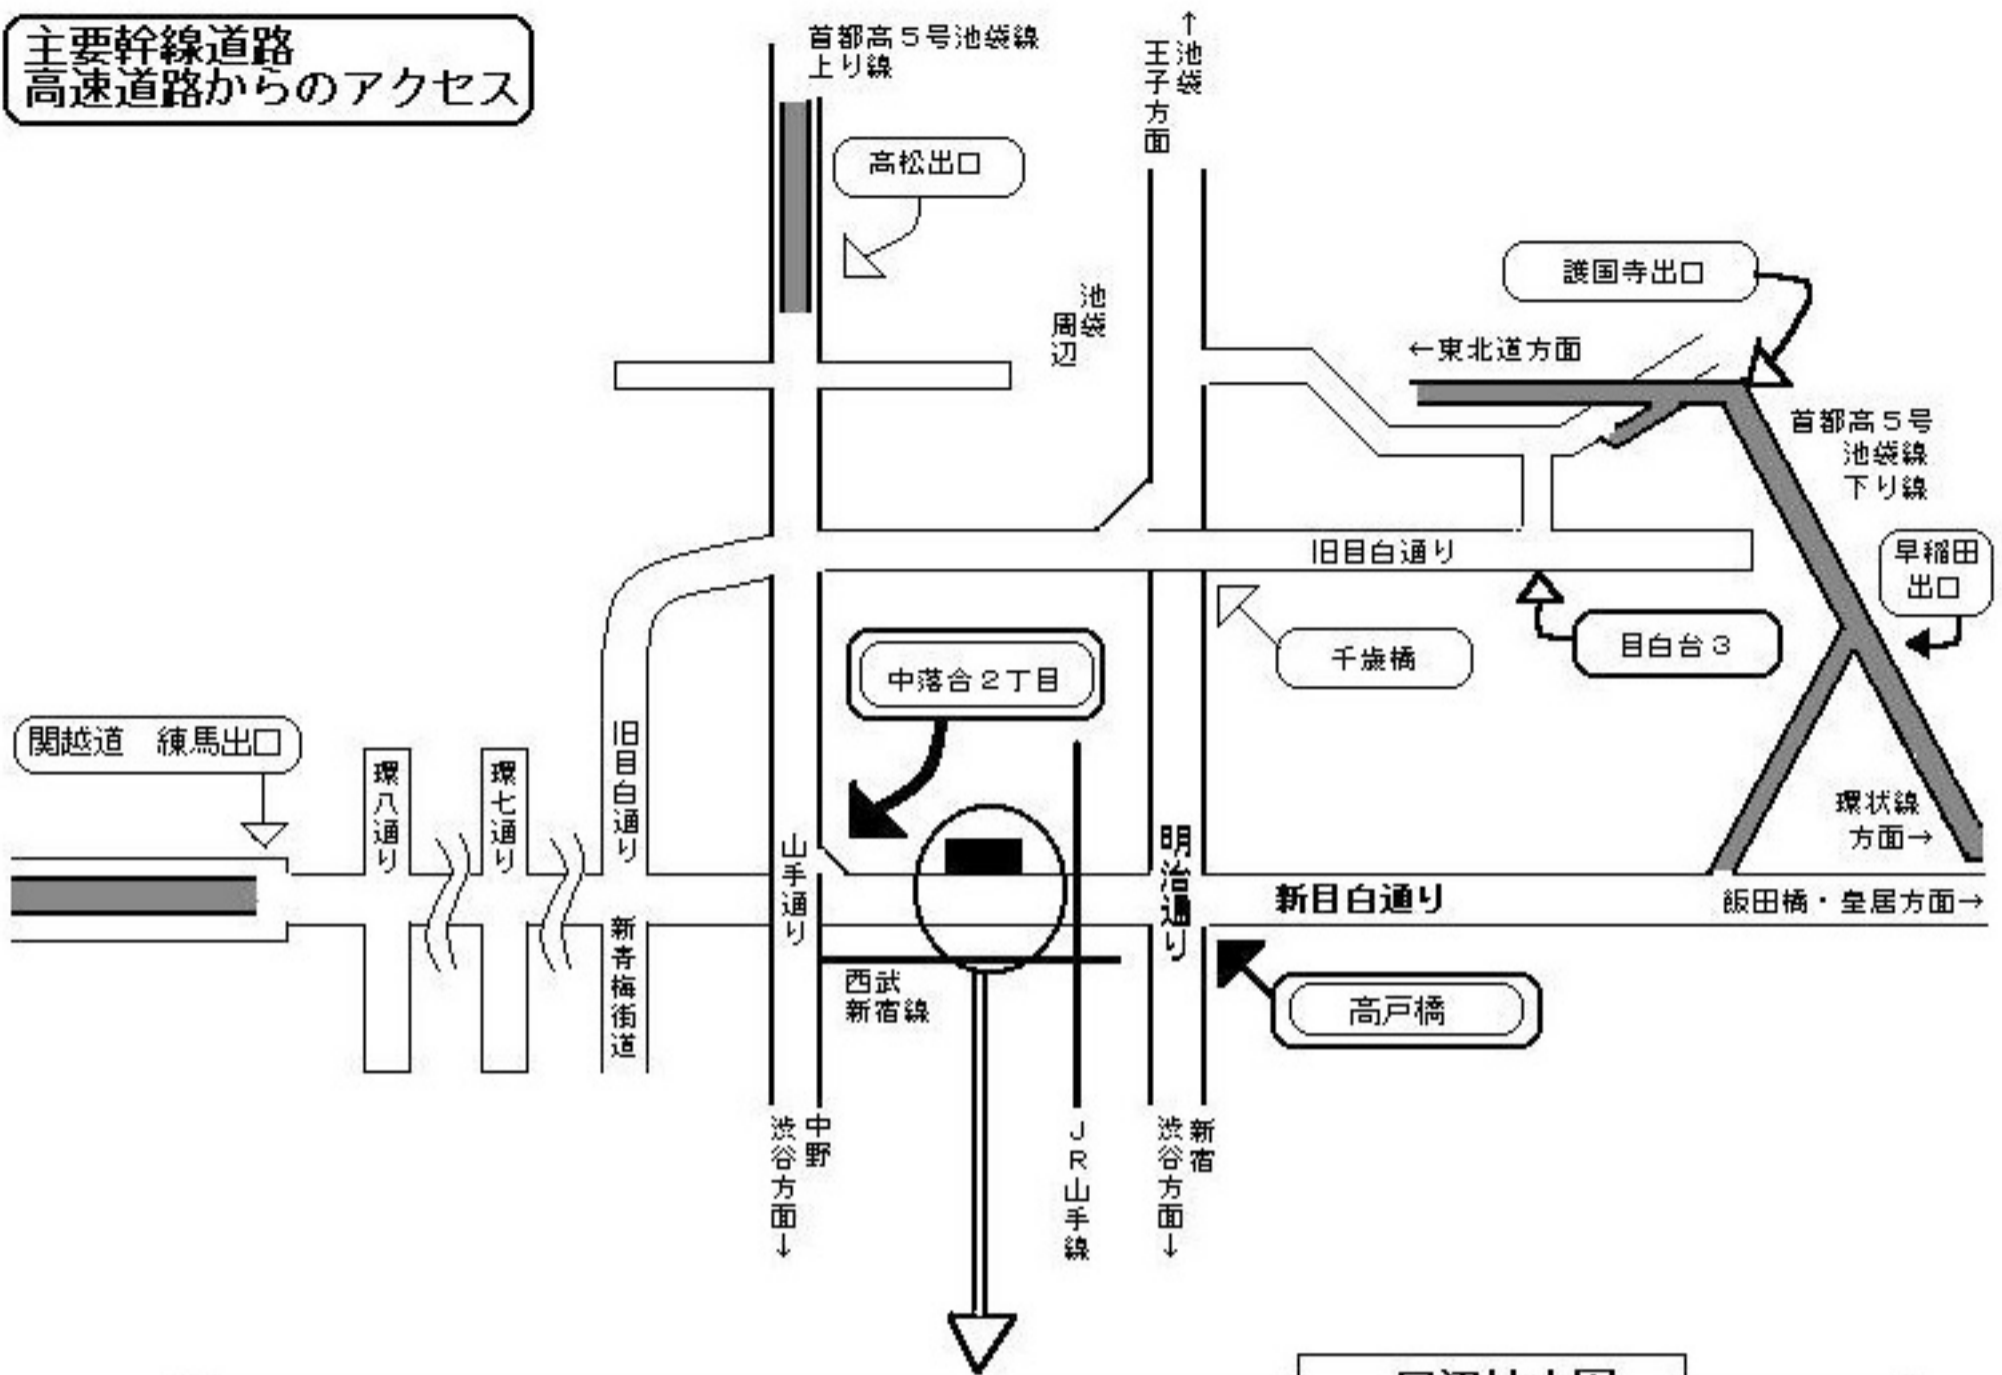 主要幹線道路
高速道路からのアクセス
首都高5号池袋線
上り線
↑池袋
王子方面
高松出口
護国寺出口
池袋
周辺
←東北道方面
首都高5号
池袋線
下り線
旧目白通り
早稲田
出口
千歳橋
目白台3
中落合2丁目
関越道 練馬出口
環八通り
環七通り
旧目白通り
山手通り
明治通り
環状線
方面→
新目白通り
飯田橋・皇居方面→
新青梅街道
西武
新宿線
高戸橋
中野
渋谷方面→
JR山手線
新宿
渋谷方面→